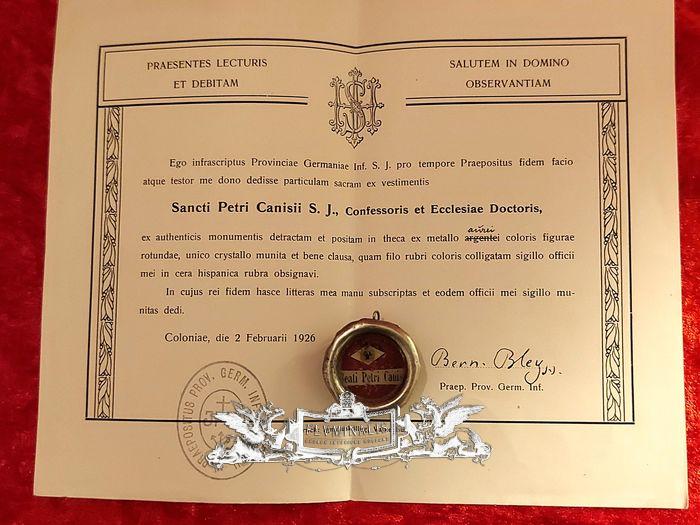 PRAESENTES LECTURIS
ET DEBITAM
SALUTEM IN DOMINO
OBSERVANTIAM
IHS
Ego infrascriptus Provinciae Germaniae Inf. S. J. pro tempore Praepositus fidem facio
atque testor me dono dedisse particulam sacram ex vestimentis
Sancti Petri Canisii S. J., Confessoris et Ecclesiae Doctoris,
aurei
ex authenticis monumentis detractam et positam in theca ex metallo argentei coloris figurae
rotundae, unico crystallo munita et bene clausa, quam filo rubri coloris colligatam sigillo officii
mei in cera hispanica rubra obsignavi.
In cujus rei fidem hasce litteras mea manu subscriptas et eodem officii mei sigillo mu-
nitas dedi.
Coloniae, die 2 Februarii 1926
Bern. Bley S.J.
Praep. Prov. Germ. Inf.
eati Petri Canis
PRAEPOSITUS PROV. GERM. INF.